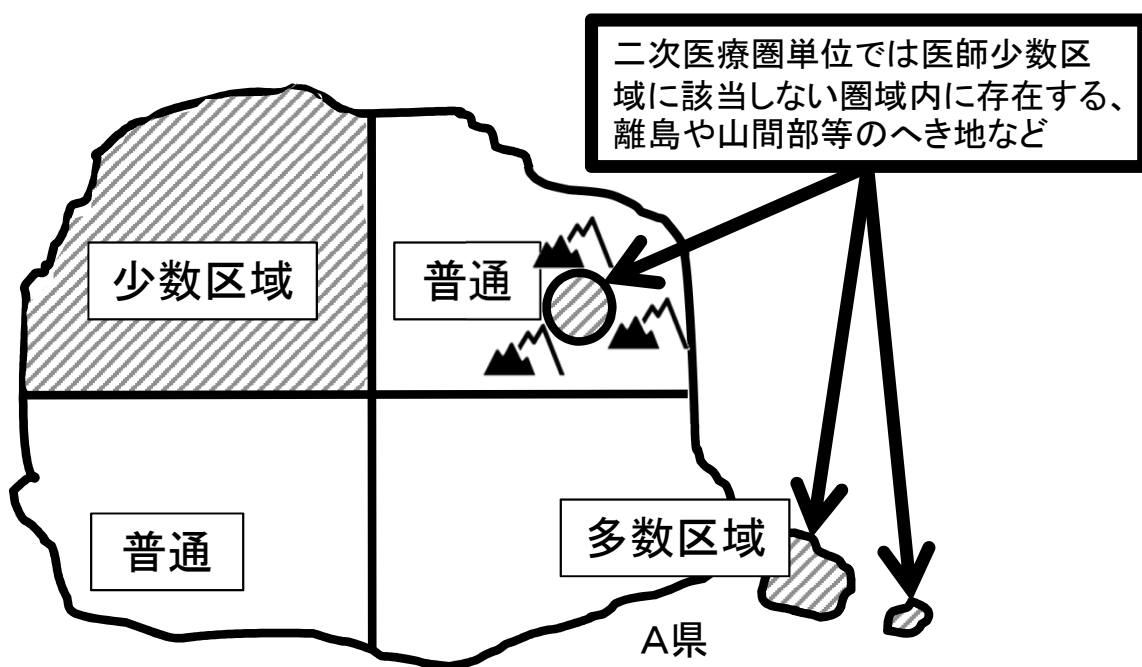 二次医療圏単位では医師少数区
域に該当しない圏域内に存在する、
離島や山間部等のへき地など
少数区域
普通
普通
多数区域
A県